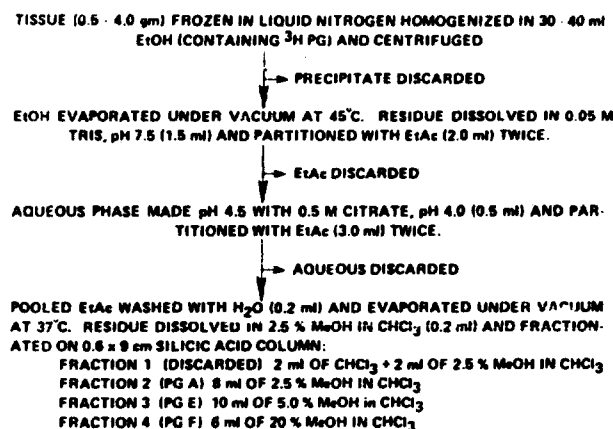 TISSUE (0.5 - 4.0 gm) FROZEN IN LIQUID NITROGEN HOMOGENIZED IN 30 - 40 ml
EtOH (CONTAINING ³H PG) AND CENTRIFUGED
PRECIPITATE DISCARDED
EtOH EVAPORATED UNDER VACUUM AT 45°C. RESIDUE DISSOLVED IN 0.05 M
TRIS, pH 7.5 (1.5 ml) AND PARTITIONED WITH EtAc (2.0 ml) TWICE.
EtAc DISCARDED
AQUEOUS PHASE MADE pH 4.5 WITH 0.5 M CITRATE, pH 4.0 (0.5 ml) AND PAR-
TITIONED WITH EtAc (3.0 ml) TWICE.
AQUEOUS DISCARDED
POOLED EtAc WASHED WITH H₂O (0.2 ml) AND EVAPORATED UNDER VACUUM
AT 37°C. RESIDUE DISSOLVED IN 2.5 % MeOH IN CHCl₃ (0.2 ml) AND FRACTION-
ATED ON 0.6 x 9 cm SILICIC ACID COLUMN:
FRACTION 1 (DISCARDED) 2 ml OF CHCl₃ + 2 ml OF 2.5 % MeOH IN CHCl₃
FRACTION 2 (PG A) 8 ml OF 2.5 % MeOH IN CHCl₃
FRACTION 3 (PG E) 10 ml OF 5.0 % MeOH in CHCl₃
FRACTION 4 (PG F) 6 ml OF 20 % MeOH IN CHCl₃